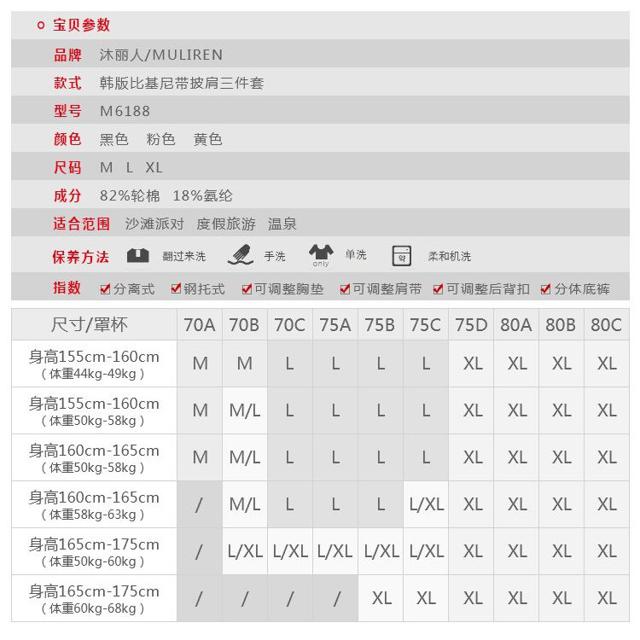 宝贝参数
品牌 沐丽人/MULIREN
款式 韩版比基尼带披肩三件套
型号 M6188
颜色 黑色 粉色 黄色
尺码 M L XL
成分 82%轮棉 18%氨纶
适合范围 沙滩派对 度假旅游 温泉
保养方法 翻过来洗 手洗 only 单洗 约 柔和机洗
指数 分离式 钢托式 可调整胸垫 可调整肩带 可调整后背扣 分体底裤
尺寸/罩杯 70A 70B 70C 75A 75B 75C 75D 80A 80B 80C
身高155cm-160cm
(体重44kg-49kg) M M L L L L XL XL XL XL
身高155cm-160cm
(体重50kg-58kg) M M/L L L L L XL XL XL XL
身高160cm-165cm
(体重50kg-58kg) M M/L L L L L XL XL XL XL
身高160cm-165cm
(体重58kg-63kg) / M/L L L L L/XL XL XL XL XL
身高165cm-175cm
(体重50kg-60kg) / L/XL L/XL L/XL L/XL L/XL XL XL XL XL
身高165cm-175cm
(体重60kg-68kg) / / / / XL XL XL XL XL XL